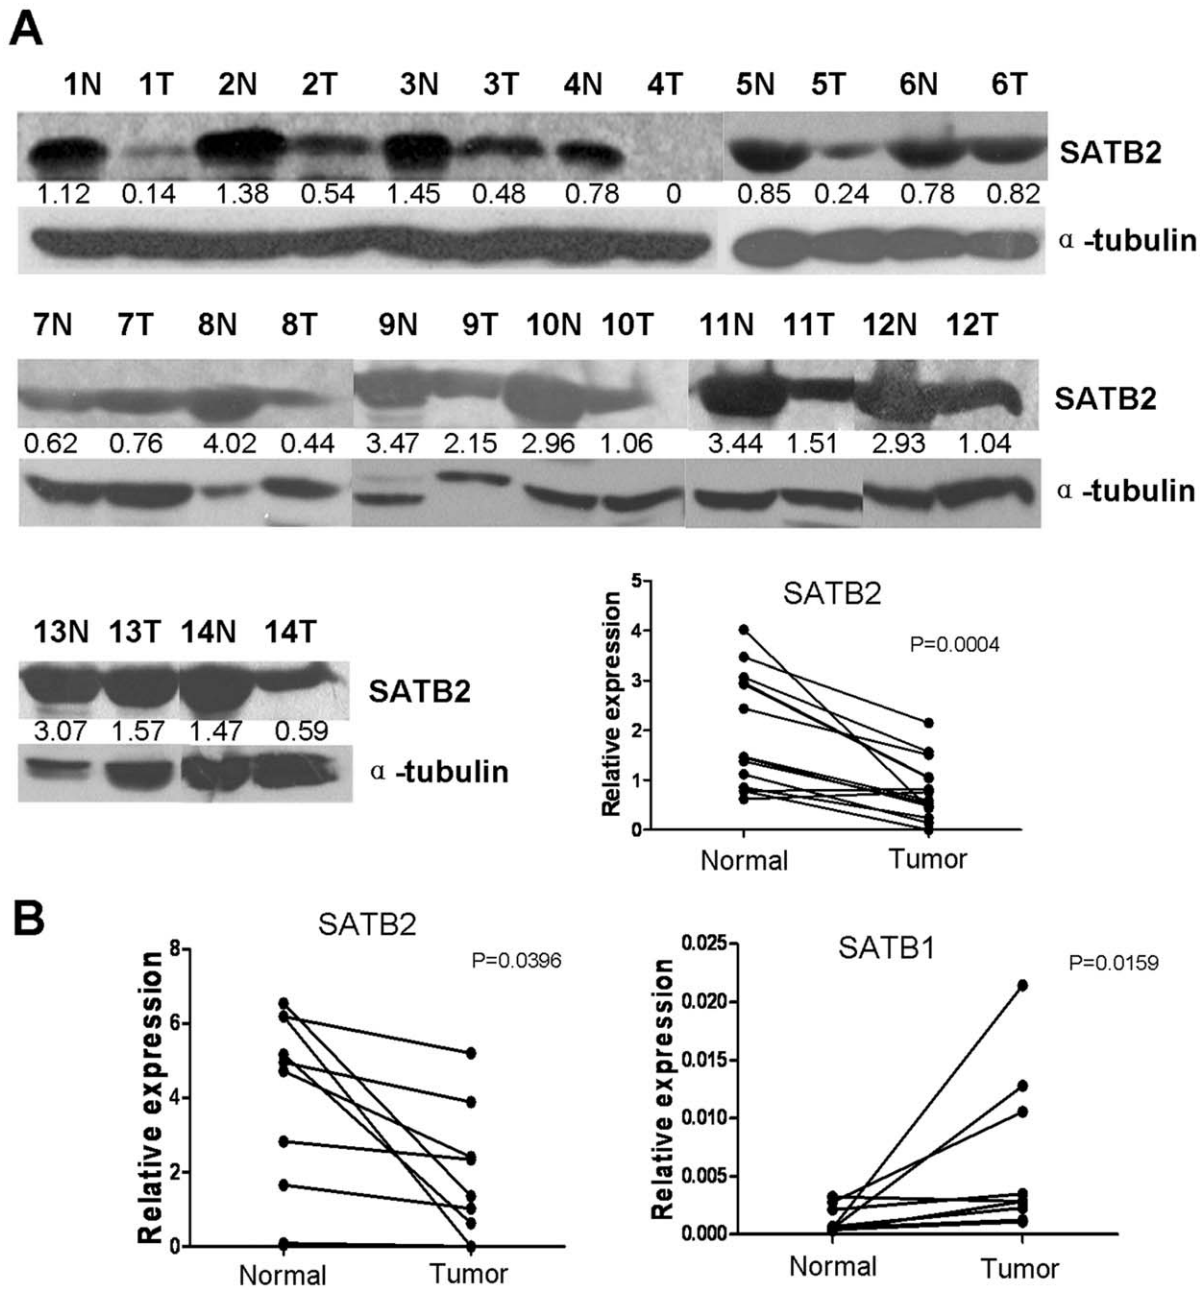 A
1N 1T 2N 2T 3N 3T 4N 4T 5N 5T 6N 6T
SATB2
1.12 0.14 1.38 0.54 1.45 0.48 0.78 0 0.85 0.24 0.78 0.82
α-tubulin
7N 7T 8N 8T 9N 9T 10N 10T 11N 11T 12N 12T
SATB2
0.62 0.76 4.02 0.44 3.47 2.15 2.96 1.06 3.44 1.51 2.93 1.04
α-tubulin
13N 13T 14N 14T
SATB2
3.07 1.57 1.47 0.59
α-tubulin
SATB2
P=0.0004
Relative expression
5
4
3
2
1
0
Normal Tumor
B
SATB2
P=0.0396
Relative expression
8
6
4
2
0
Normal Tumor
SATB1
P=0.0159
Relative expression
0.025
0.020
0.015
0.010
0.005
0.000
Normal Tumor